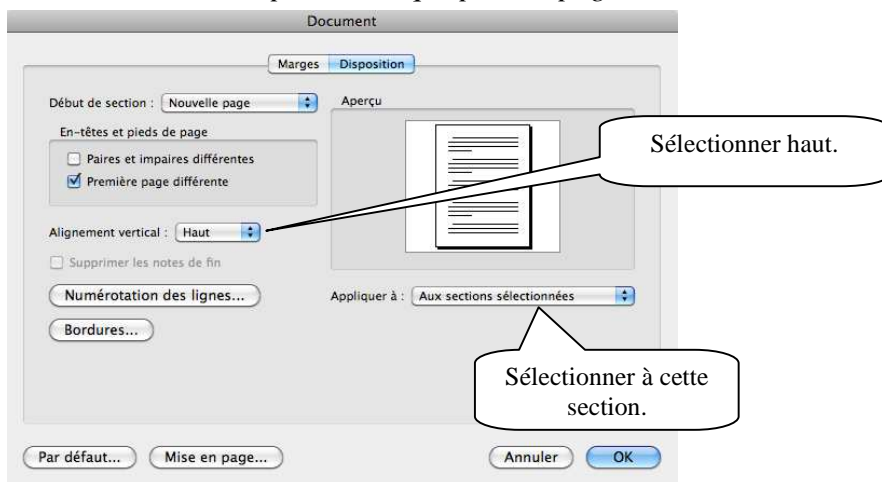 Document
Marges Disposition
Début de section : Nouvelle page
Aperçu
En-têtes et pieds de page
Paires et impaires différentes
Première page différente
Sélectionner haut.
Alignement vertical : Haut
Supprimer les notes de fin
Numérotation des lignes...
Appliquer à : Aux sections sélectionnées
Bordures...
Sélectionner à cette
section.
Par défaut... Mise en page... Annuler OK